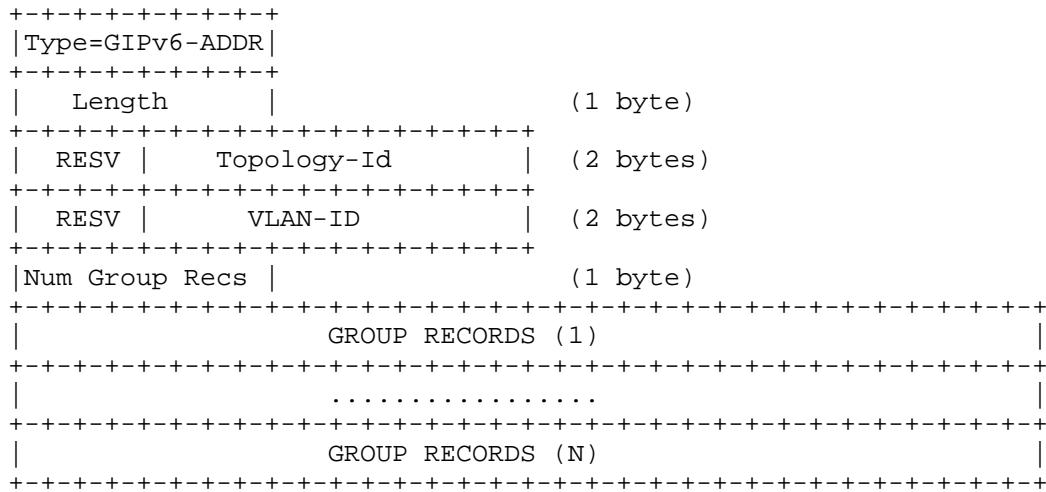 +-+-+-+-+-+-+-+-+
|Type=GIPv6-ADDR|
+-+-+-+-+-+-+-+-+
|   Length      |                  (1 byte)
+-+-+-+-+-+-+-+-+-+-+-+-+-+-+-+-+
|  RESV |     Topology-Id        |  (2 bytes)
+-+-+-+-+-+-+-+-+-+-+-+-+-+-+-+-+
|  RESV |      VLAN-ID           |  (2 bytes)
+-+-+-+-+-+-+-+-+-+-+-+-+-+-+-+-+
|Num Group Recs |                  (1 byte)
+-+-+-+-+-+-+-+-+-+-+-+-+-+-+-+-+-+-+-+-+-+-+-+-+-+-+-+-+-+-+-+-+-+
|                   GROUP RECORDS (1)                           |
+-+-+-+-+-+-+-+-+-+-+-+-+-+-+-+-+-+-+-+-+-+-+-+-+-+-+-+-+-+-+-+-+-+
|                   .................                           |
+-+-+-+-+-+-+-+-+-+-+-+-+-+-+-+-+-+-+-+-+-+-+-+-+-+-+-+-+-+-+-+-+-+
|                   GROUP RECORDS (N)                           |
+-+-+-+-+-+-+-+-+-+-+-+-+-+-+-+-+-+-+-+-+-+-+-+-+-+-+-+-+-+-+-+-+-+